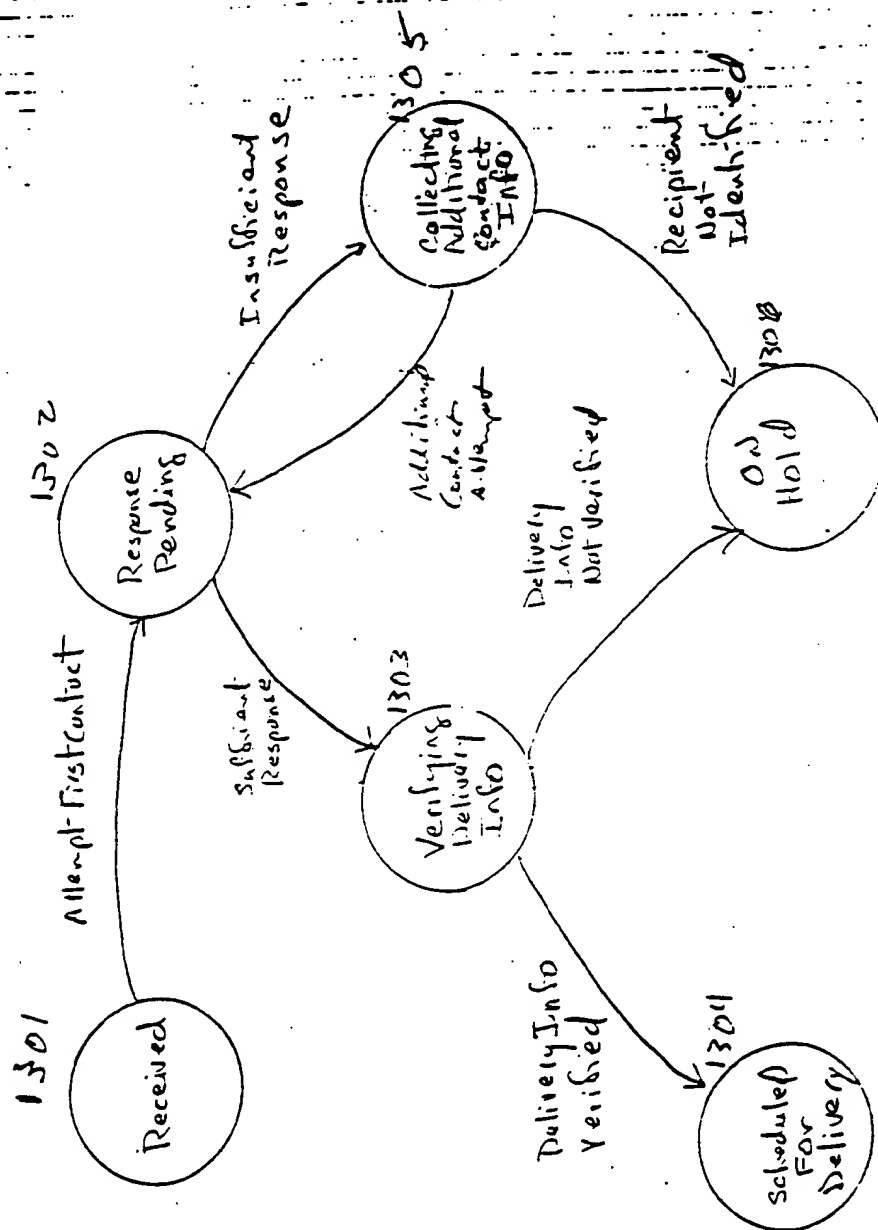 1301
Received
Attempt First Contact
1302
Response
Pending
Insufficient
Response
1305
Collecting
Additional
Contact
Info
Additional
Contact
Attempt
Sufficient
Response
1303
Verifying
Delivery
Info
Delivery
Info
Not Verified
Recipient
Not
Identified
ON
Hold
Delivery Info
Verified
1304
Scheduled
For
Delivery